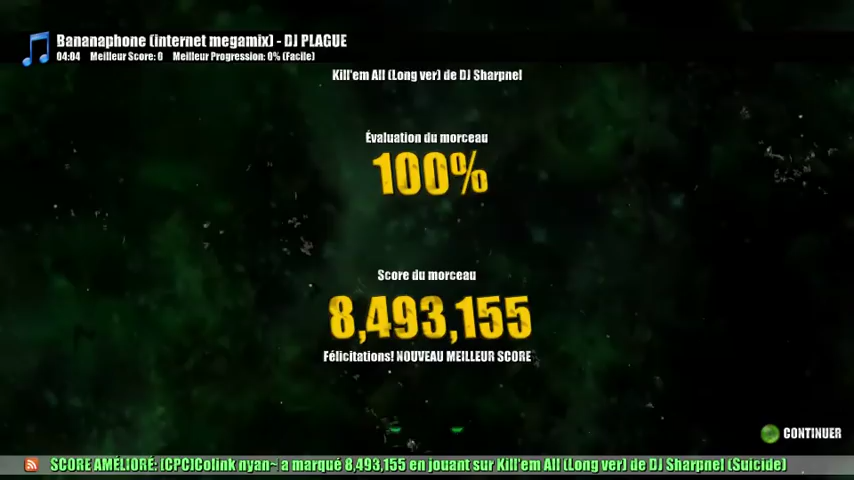 Bananaphone (internet megamix) - DJ PLAGUE
04:04 Meilleur Score: 0 Meilleur Progression: 0% (Facile)
Kill'em All (Long ver) de DJ Sharpnel
Évaluation du morceau
100%
Score du morceau
8,493,155
Félicitations! NOUVEAU MEILLEUR SCORE
CONTINUER
SCORE AMÉLIORÉ: (CPC)Colink nyan~ a marqué 8,493,155 en jouant sur Kill'em All (Long ver) de DJ Sharpnel (Suicide)